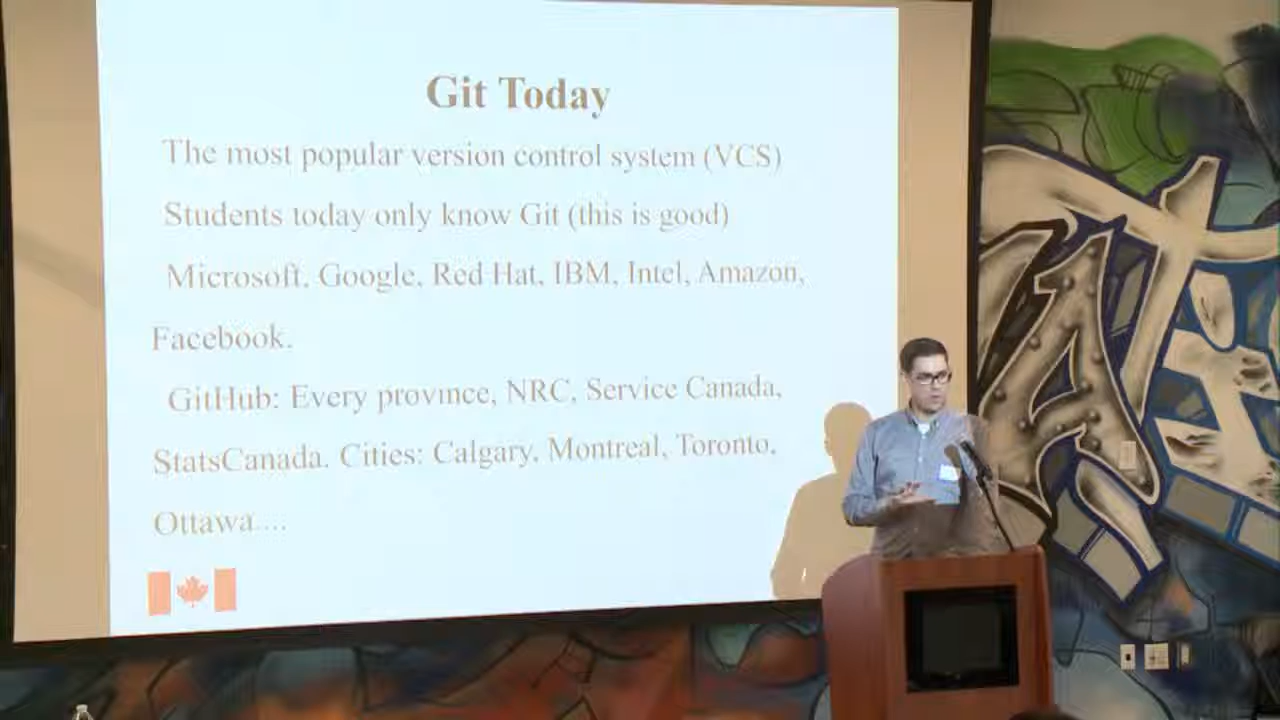 Git Today
The most popular version control system (VCS)
Students today only know Git (this is good)
Microsoft, Google, Red Hat, IBM, Intel, Amazon,
Facebook.
GitHub: Every province, NRC, Service Canada,
StatsCanada. Cities: Calgary, Montreal, Toronto,
Ottawa....